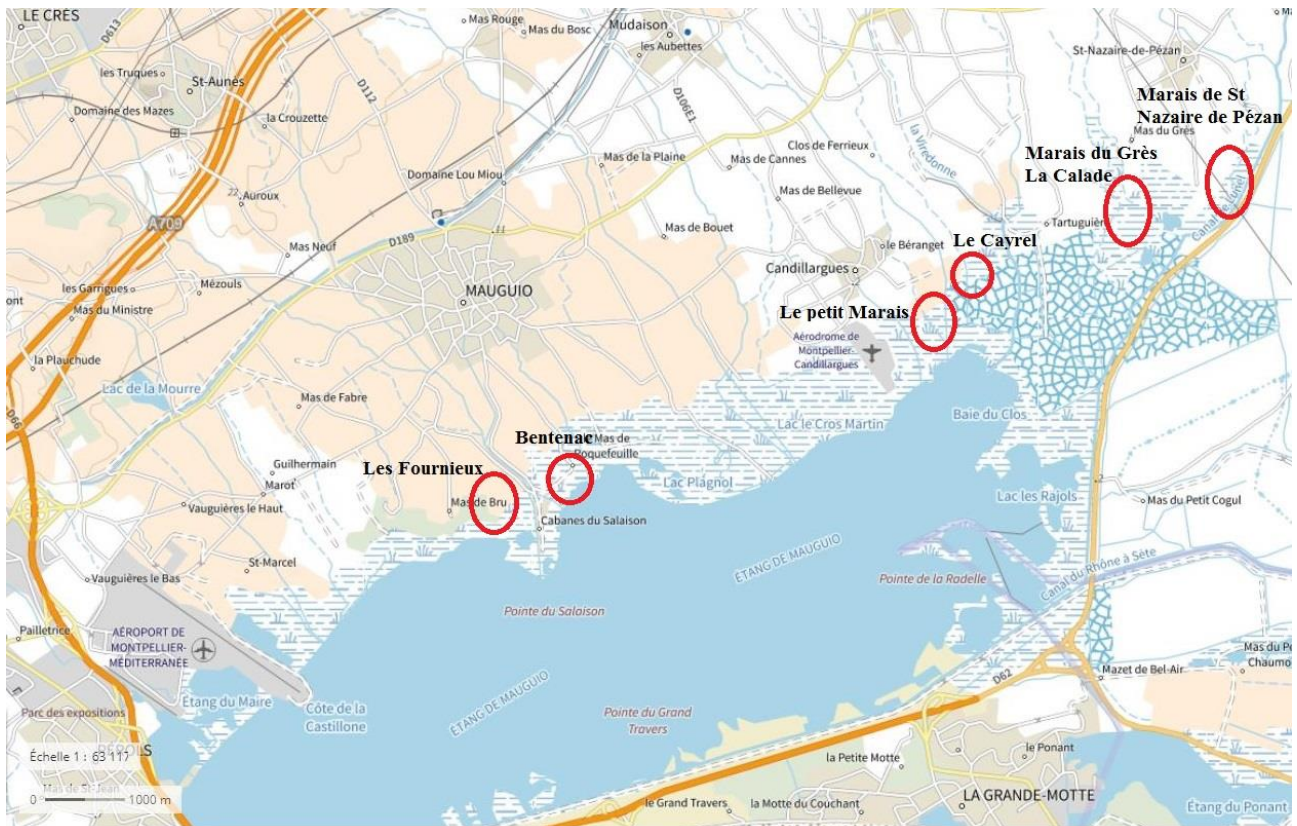 LE CRÈS
D613
les Truques
St-Aunès
Domaine des Mazes
la Crouzette
D112
Mas Rouge
Mas du Bosc
Mudaison
les Aubettes
D106E1
St-Nazaire-de-Pézan
Marais de St
Nazaire de Pézan
Mas du Grès
Marais du Grès
La Calade
Canal de Lunel
la Viredonne
Clos de Ferrieux
Mas de la Plaine
Mas de Cannes
Domaine Lou Miou
Mas de Bellevue
22
Auroux
A709
D189
11
Mas Neuf
Mas de Bouet
Tartuguièr
le Béranget
Le Cayrel
Candillargues
les Garrigues
Mézouls
MAUGUIO
Mas du Ministre
Le petit Marais
Aérodrome de
Montpellier-
Candillargues
la Plauchude
Lac de la Mourre
Mas de Fabre
D66
Baie du Clos
Lac le Cros Martin
Bentenac
Mas de
Roquefeuille
Les Fournieux
Guilhermain
Marot
Lac Plagnol
2
Lac les Rajols
Mas du Petit Cogul
Vauguières le Haut
Mas de Bru
Cabanes du Salaison
St-Marcel
Vauguières le Bas
ÉTANG DE MAUGUIO
Pointe de la Radelle
Canal du Rhône à Sète
Pointe du Salaison
Pailletrice
AÉROPORT DE
MONTPELLIER-
MÉDITERRANÉE
Mas du Pe
Chaumo
Mazet de Bel-Air
D62
Étang du Maire
Côte de la
Castillone
ÉTANG DE MAUGUIO
Pointe du Grand
Travers
Parc des expositions
PÉROLS
Échelle 1 : 63 117
le Ponant
la Petite Motte
Mas de St-Jean
0 1000 m
le Grand Travers
la Motte du Couchant
LA GRANDE-MOTTE
Étang du Ponant